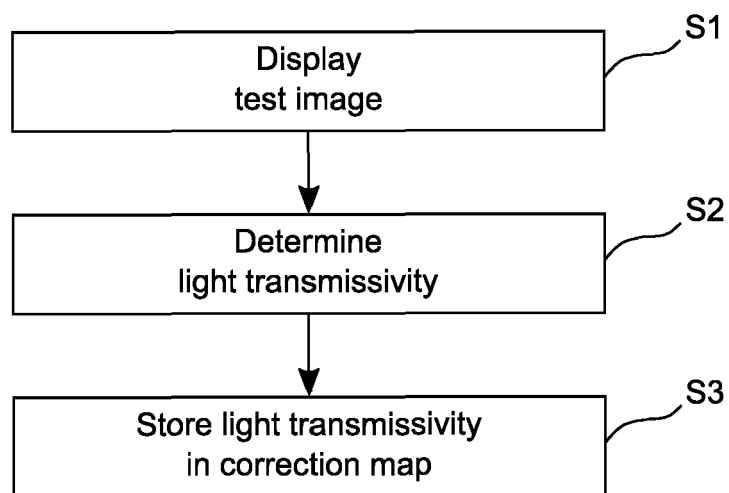 S1
Display
test image
S2
Determine
light transmissivity
S3
Store light transmissivity
in correction map